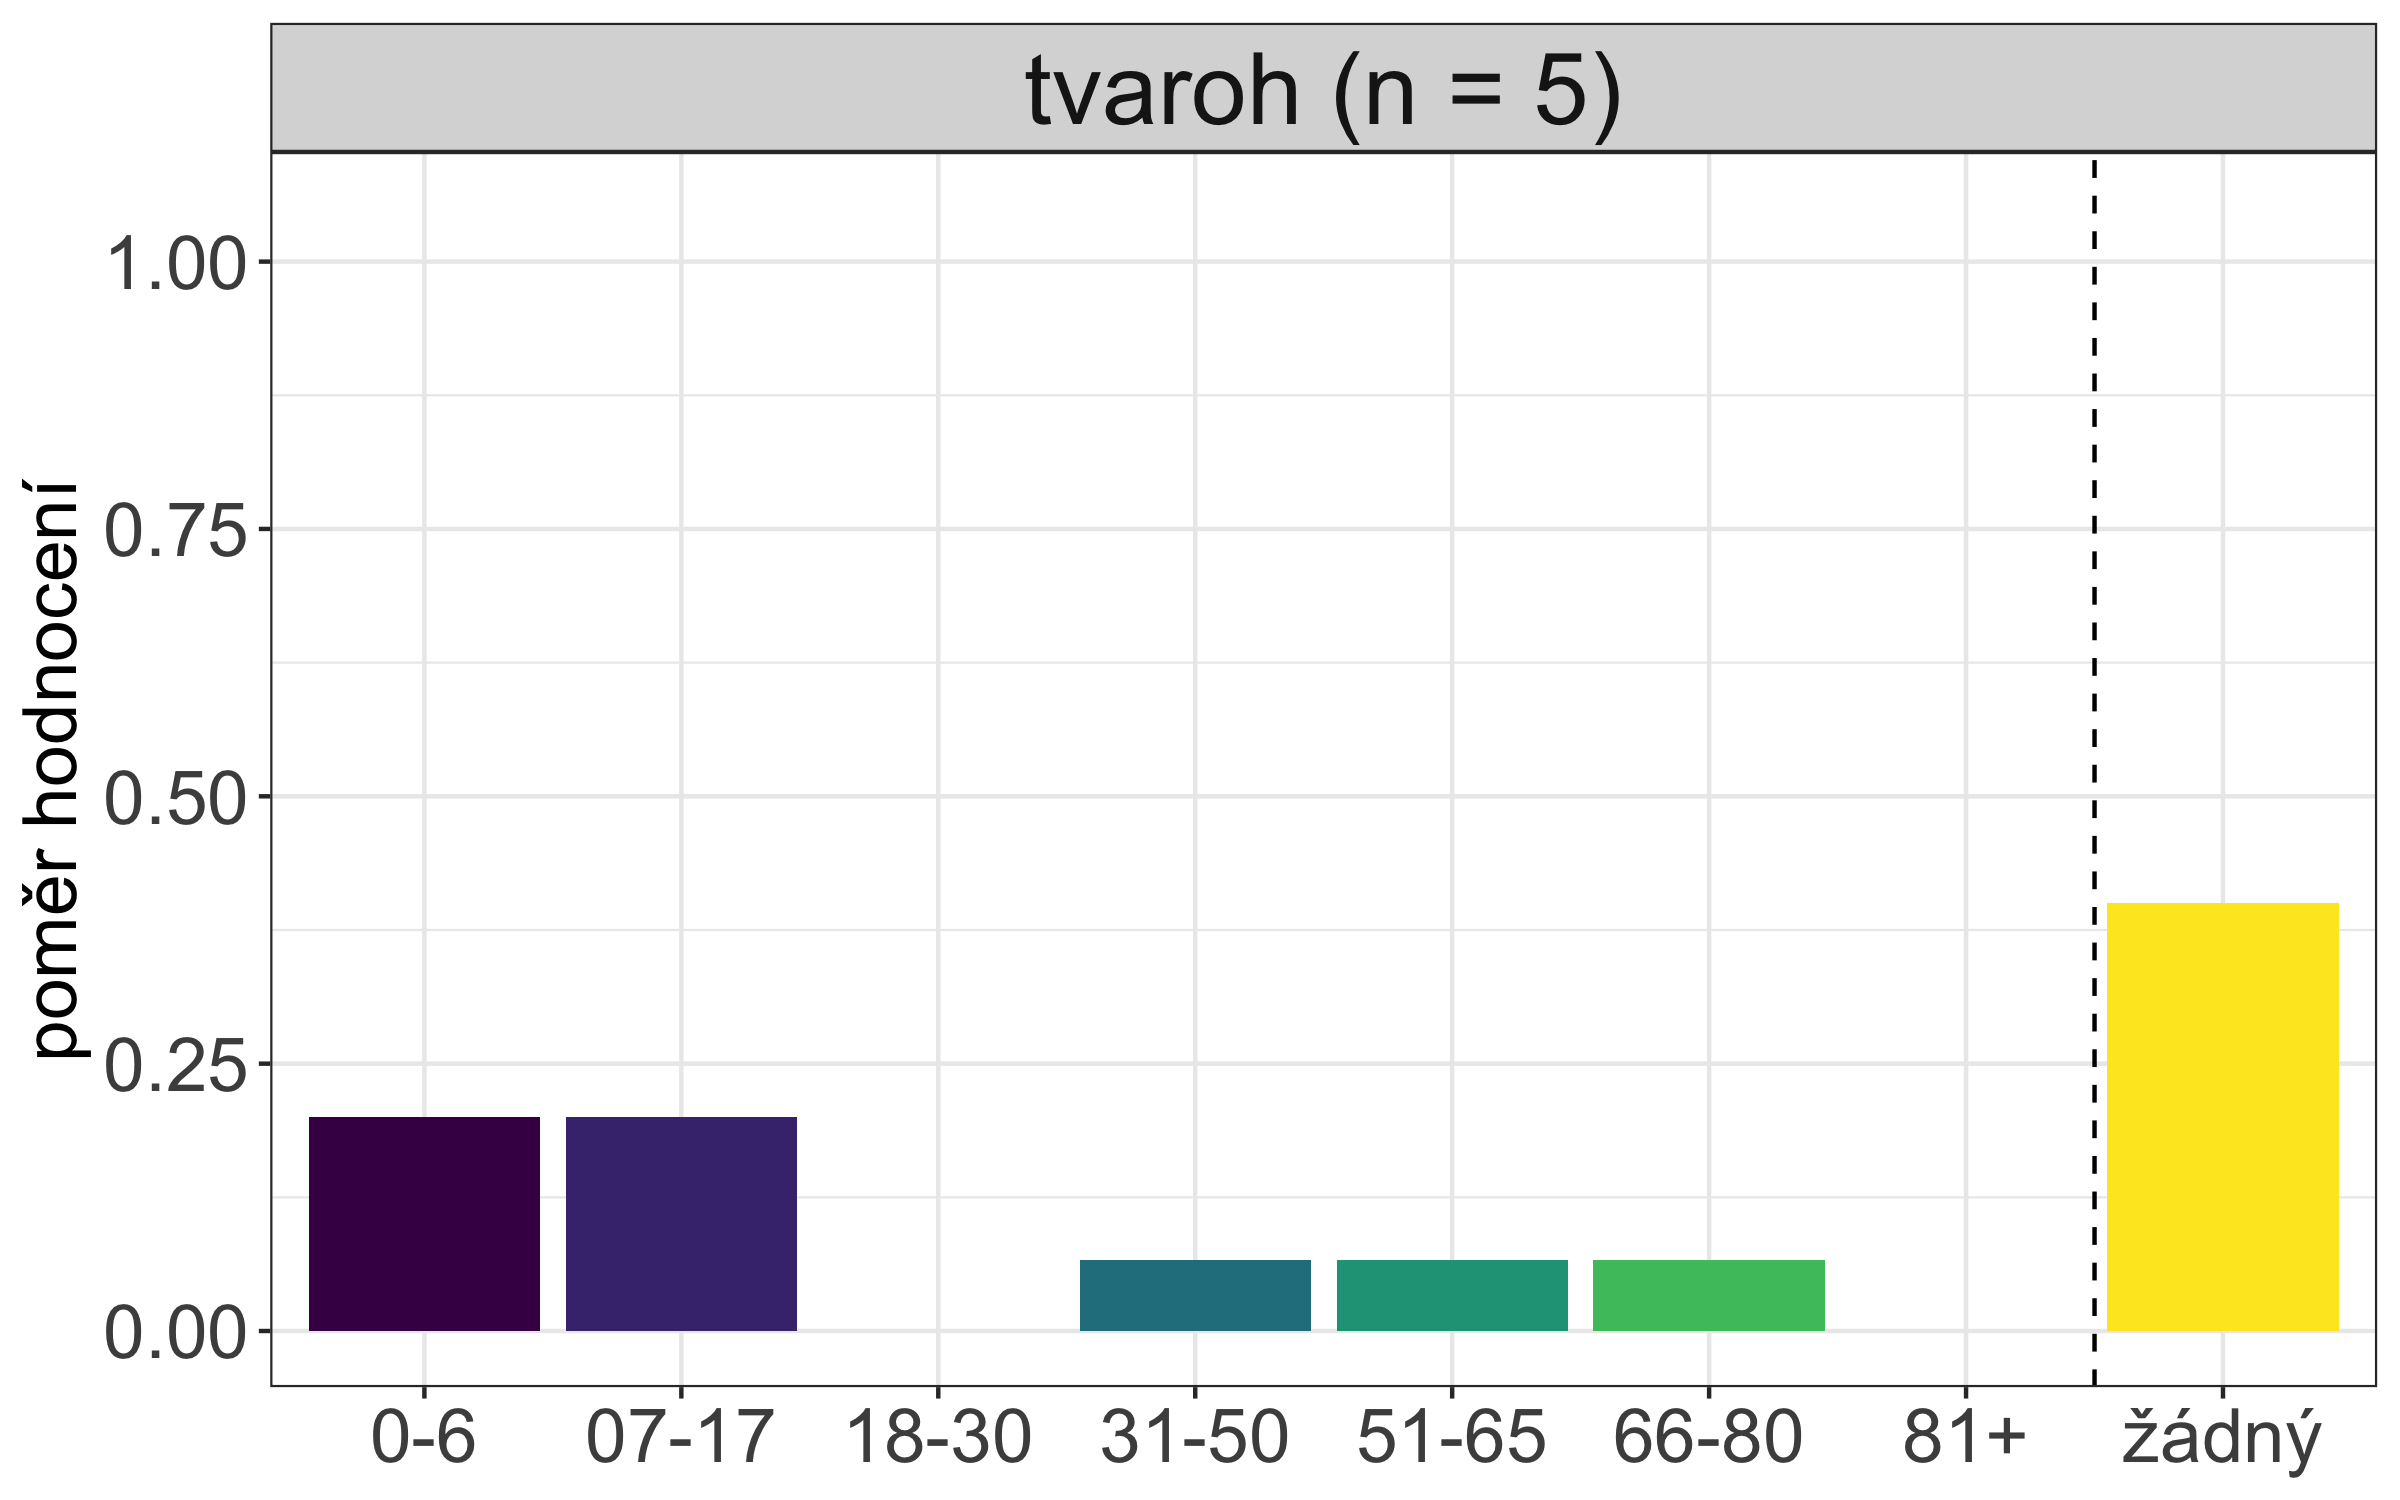 tvaroh (n = 5)
poměr hodnocení
1.00
0.75
0.50
0.25
0.00
0-6 07-17 18-30 31-50 51-65 66-80 81+ žádný